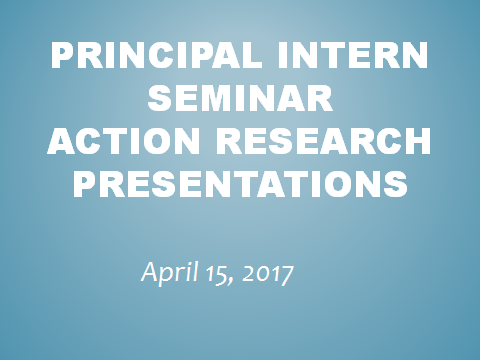 PRINCIPAL INTERN
SEMINAR
ACTION RESEARCH
PRESENTATIONS
April 15, 2017